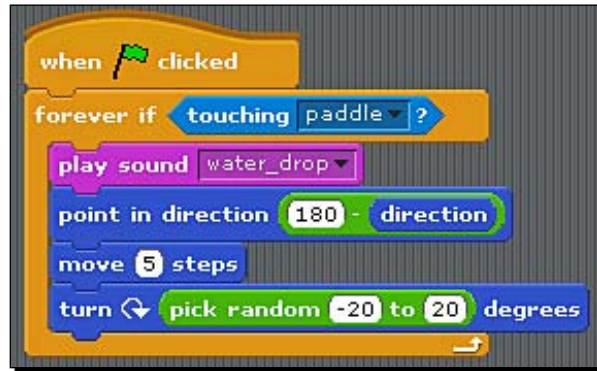 when clicked
forever if touching paddle ?
play sound water_drop
point in direction 180 - direction
move 5 steps
turn pick random -20 to 20 degrees